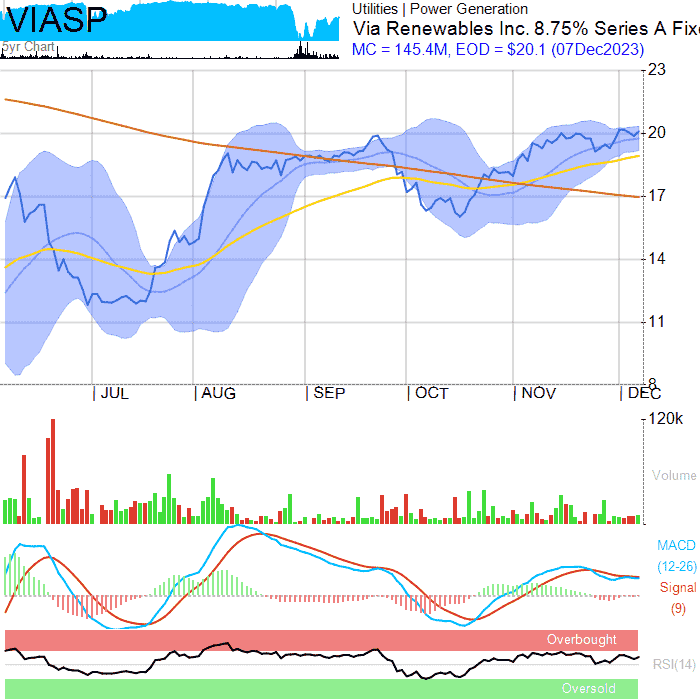 VIASP
5yr Chart
Utilities | Power Generation
Via Renewables Inc. 8.75% Series A Fix
MC = 145.4M, EOD = $20.1 (07Dec2023)
23
20
17
14
11
8
JUL AUG SEP OCT NOV DEC
120k
Volume
MACD
(12-26)
Signal
(9)
Overbought
RSI(14)
Oversold